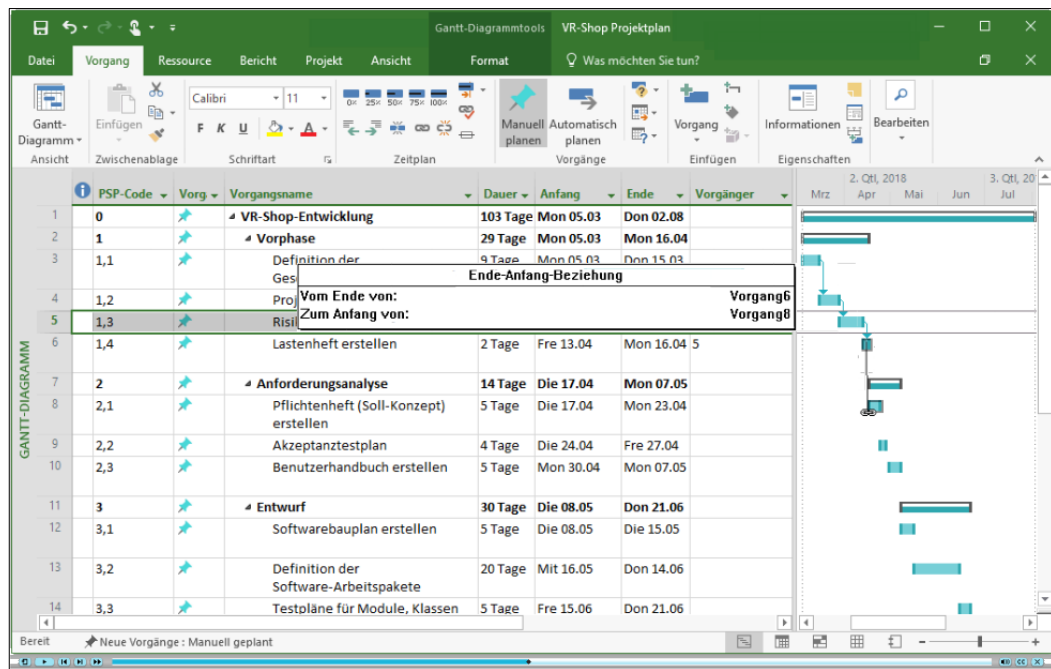 Gantt-Diagrammtools VR-Shop Projektplan
Datei Vorgang Ressource Bericht Projekt Ansicht Format Was möchten Sie tun?
Gantt-Diagramm
Einfügen
Calibri 11
F K U A
0× 25× 50× 75× 100×
Manuell planen
Automatisch planen
Vorgang
Informationen
Bearbeiten
Ansicht Zwischenablage Schriftart Zeitplan Vorgänge Einfügen Eigenschaften
2. Qtl, 2018 3. Qtl, 20
PSP-Code Vorg. Vorgangsname Dauer Anfang Ende Vorgänger Mrz Apr Mai Jun Jul
1 0 VR-Shop-Entwicklung 103 Tage Mon 05.03 Don 02.08
2 1 Vorphase 29 Tage Mon 05.03 Mon 16.04
3 1,1 Definition der 9 Tage Mon 05.03 Don 15.03
Ges
Ende-Anfang-Beziehung
Vom Ende von: Vorgang6
Zum Anfang von: Vorgang8
4 1,2 Proj
5 1,3 Risi
6 1,4 Lastenheft erstellen 2 Tage Fre 13.04 Mon 16.04 5
7 2 Anforderungsanalyse 14 Tage Die 17.04 Mon 07.05
8 2,1 Pflichtenheft (Soll-Konzept) 5 Tage Die 17.04 Mon 23.04
erstellen
9 2,2 Akzeptanztestplan 4 Tage Die 24.04 Fre 27.04
10 2,3 Benutzerhandbuch erstellen 5 Tage Mon 30.04 Mon 07.05
11 3 Entwurf 30 Tage Die 08.05 Don 21.06
12 3,1 Softwarebauplan erstellen 5 Tage Die 08.05 Die 15.05
13 3,2 Definition der 20 Tage Mit 16.05 Don 14.06
Software-Arbeitspakete
14 3,3 Testpläne für Module, Klassen 5 Tage Fre 15.06 Don 21.06
GANTT-DIAGRAMM
Bereit Neue Vorgänge : Manuell geplant